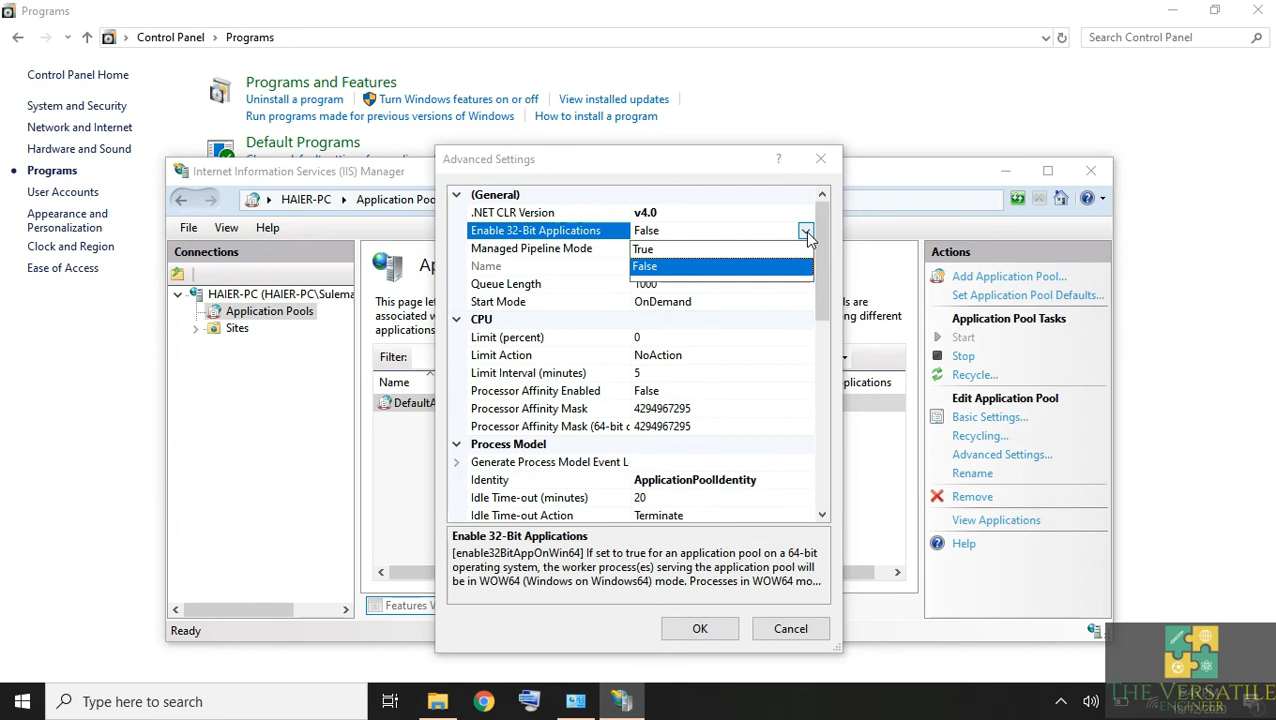 Programs
Control Panel
Programs
Search Control Panel
Control Panel Home
System and Security
Network and Internet
Hardware and Sound
Programs
User Accounts
Appearance and
Personalization
Clock and Region
Ease of Access
Programs and Features
Uninstall a program
Turn Windows features on or off
View installed updates
Run programs made for previous versions of Windows
How to install a program
Default Programs
Internet Information Services (IIS) Manager
HAIER-PC
Application Poo
File
View
Help
Connections
HAIER-PC (HAIER-PC\Sulema
Application Pools
Sites
Ap
This page let
associated w
applications.
er, are
ng different
Filter:
Name
plications
DefaultA
Features V
Ready
Advanced Settings
?
(General)
.NET CLR Version
v4.0
Enable 32-Bit Applications
False
Managed Pipeline Mode
True
Name
False
Queue Length
1000
Start Mode
OnDemand
CPU
Limit (percent)
0
Limit Action
NoAction
Limit Interval (minutes)
5
Processor Affinity Enabled
False
Processor Affinity Mask
4294967295
Processor Affinity Mask (64-bit c
4294967295
Process Model
Generate Process Model Event L
Identity
ApplicationPoolIdentity
Idle Time-out (minutes)
20
Idle Time-out Action
Terminate
Enable 32-Bit Applications
[enable32BitAppOnWin64] If set to true for an application pool on a 64-bit
operating system, the worker process(es) serving the application pool will
be in WOW64 (Windows on Windows64) mode. Processes in WOW64 mo...
OK
Cancel
Actions
Add Application Pool...
Set Application Pool Defaults...
Application Pool Tasks
Start
Stop
Recycle...
Edit Application Pool
Basic Settings...
Recycling...
Advanced Settings...
Rename
Remove
View Applications
Help
Type here to search
THE VERSATILE
ENGINEER